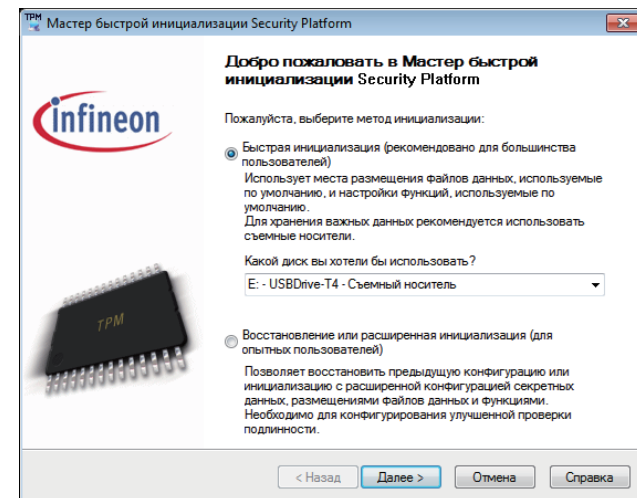 TPM Мастер быстрой инициализации Security Platform
Добро пожаловать в Мастер быстрой
инициализации Security Platform
infineon
Пожалуйста, выберите метод инициализации:
Быстрая инициализация (рекомендовано для большинства
пользователей)
Использует места размещения файлов данных, используемые
по умолчанию, и настройки функций, используемые по
умолчанию.
Для хранения важных данных рекомендуется использовать
съемные носители.
Какой диск вы хотели бы использовать?
E: - USBDrive-T4 - Съемный носитель
TPM
Восстановление или расширенная инициализация (для
опытных пользователей)
Позволяет восстановить предыдущую конфигурацию или
инициализацию с расширенной конфигурацией секретных
данных, размещениями файлов данных и функциями.
Необходимо для конфигурирования улучшенной проверки
подлинности.
< Назад Далее > Отмена Справка